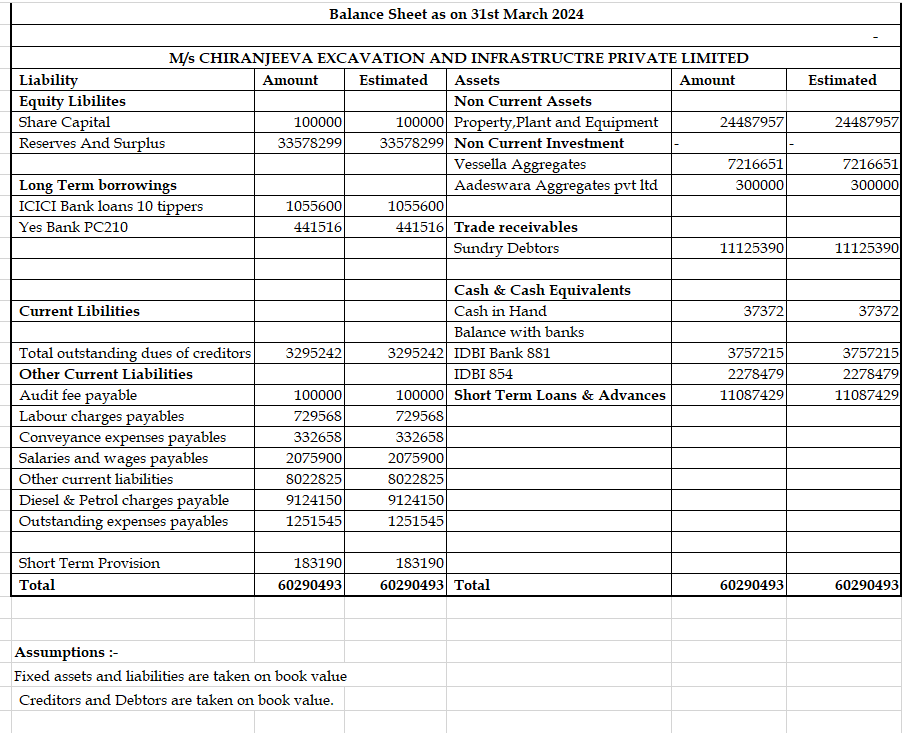 Balance Sheet as on 31st March 2024
-
M/s CHIRANJEEVA EXCAVATION AND INFRASTRUCTRE PRIVATE LIMITED
Liability Amount Estimated Assets Amount Estimated
Equity Libilites Non Current Assets
Share Capital 100000 100000 Property,Plant and Equipment 24487957 24487957
Reserves And Surplus 33578299 33578299 Non Current Investment - -
Vessella Aggregates 7216651 7216651
Long Term borrowings Aadeswara Aggregates pvt ltd 300000 300000
ICICI Bank loans 10 tippers 1055600 1055600
Yes Bank PC210 441516 441516 Trade receivables
Sundry Debtors 11125390 11125390
Cash & Cash Equivalents
Current Libilities Cash in Hand 37372 37372
Balance with banks
Total outstanding dues of creditors 3295242 3295242 IDBI Bank 881 3757215 3757215
Other Current Liabilities IDBI 854 2278479 2278479
Audit fee payable 100000 100000 Short Term Loans & Advances 11087429 11087429
Labour charges payables 729568 729568
Conveyance expenses payables 332658 332658
Salaries and wages payables 2075900 2075900
Other current liabilities 8022825 8022825
Diesel & Petrol charges payable 9124150 9124150
Outstanding expenses payables 1251545 1251545
Short Term Provision 183190 183190
Total 60290493 60290493 Total 60290493 60290493
Assumptions :-
Fixed assets and liabilities are taken on book value
Creditors and Debtors are taken on book value.